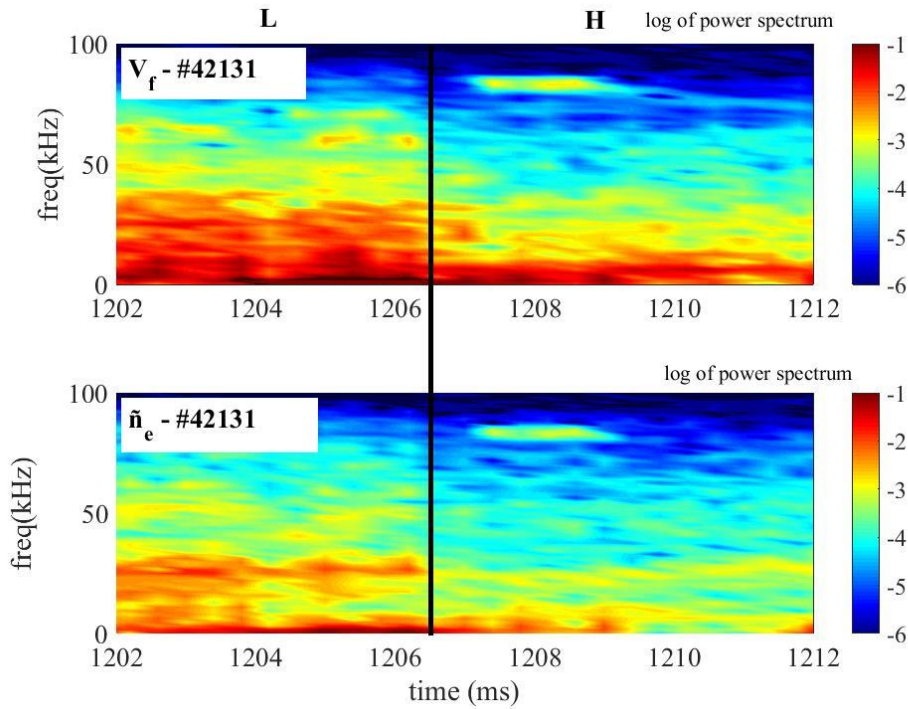 L H log of power spectrum
V_f - #42131
freq(kHz)
100
50
0
1202 1204 1206 1208 1210 1212
-1
-2
-3
-4
-5
-6
log of power spectrum
ñ_e - #42131
freq(kHz)
100
50
0
1202 1204 1206 1208 1210 1212
time (ms)
-1
-2
-3
-4
-5
-6